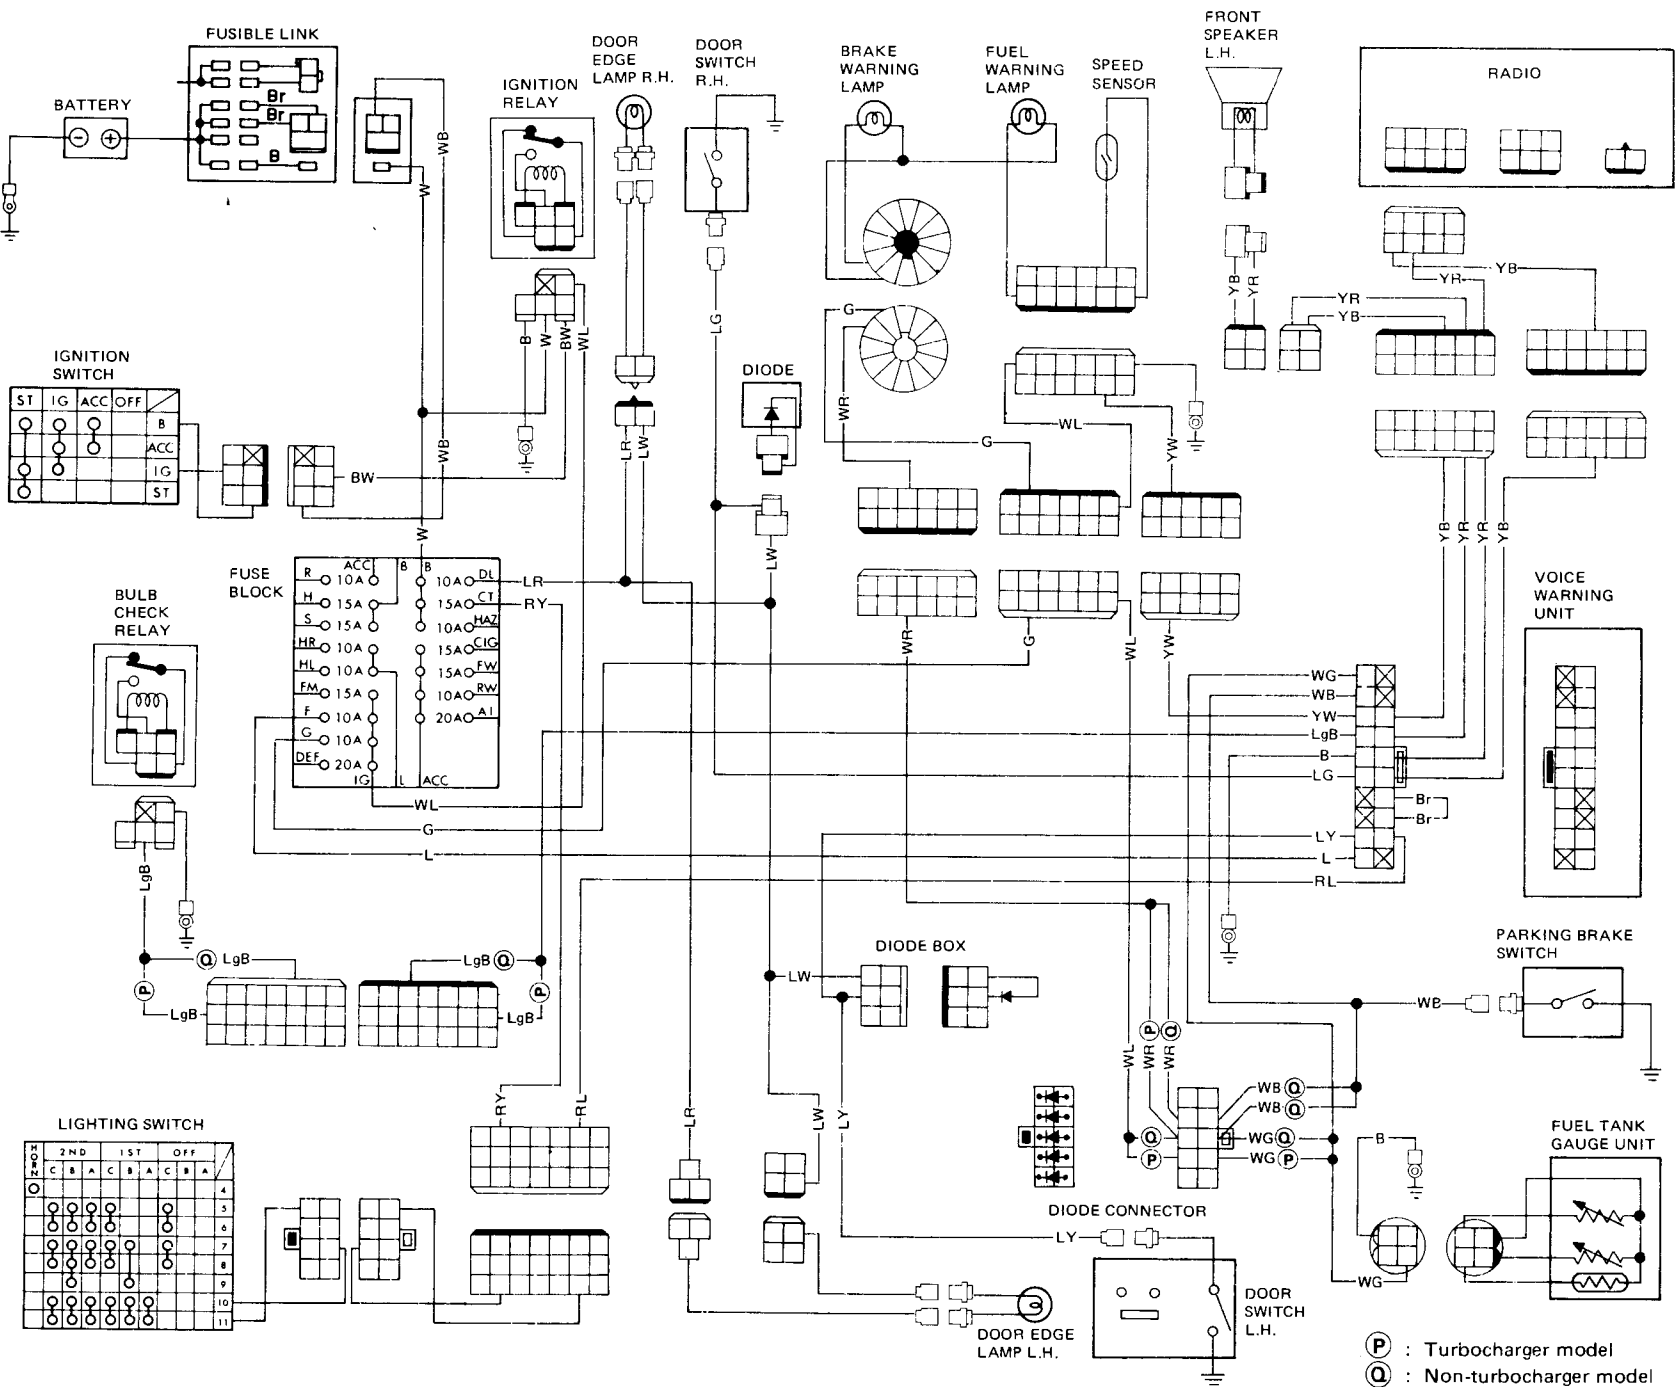 FUSIBLE LINK
Br
Br
B
BATTERY
W
WB
WB
W
IGNITION
RELAY
B
W
BW
WL
DOOR
EDGE
LAMP R.H.
LR
LW
DOOR
SWITCH
R.H.
LG
DIODE
LW
BRAKE
WARNING
LAMP
FUEL
WARNING
LAMP
SPEED
SENSOR
FRONT
SPEAKER
L.H.
RADIO
YB
YR
YB
YR
YR
YB
G
WR
G
WL
YW
WR
G
WL
YW
YB
YR
YR
YB
IGNITION
SWITCH
ST IG ACC OFF
B
ACC
IG
ST
BW
FUSE
BLOCK
ACC B B
R 10A 10A DL
H 15A 15A CT
S 15A 10A HAZ
HR 10A 15A CIG
HL 10A 15A FW
FM 15A 10A RW
F 10A 20A AI
G 10A
DEF 20A
IG L ACC
LR
RY
WL
G
L
BULB
CHECK
RELAY
LgB
Q LgB
P
LgB
LgB Q
P
LgB
WG
WB
YW
LgB
B
LG
Br
Br
LY
L
RL
VOICE
WARNING
UNIT
DIODE BOX
LW
PARKING BRAKE
SWITCH
WB
WL
P
WR
Q
WR
WB Q
WB Q
Q
WG Q
P
WG P
DIODE CONNECTOR
RY
RL
LR
LW
LY
LIGHTING SWITCH
HORN 2ND 1ST OFF
C B A C B A C B A
4
5
6
7
8
9
10
11
LY
DOOR EDGE
LAMP L.H.
DOOR
SWITCH
L.H.
FUEL TANK
GAUGE UNIT
B
WG
P : Turbocharger model
Q : Non-turbocharger model